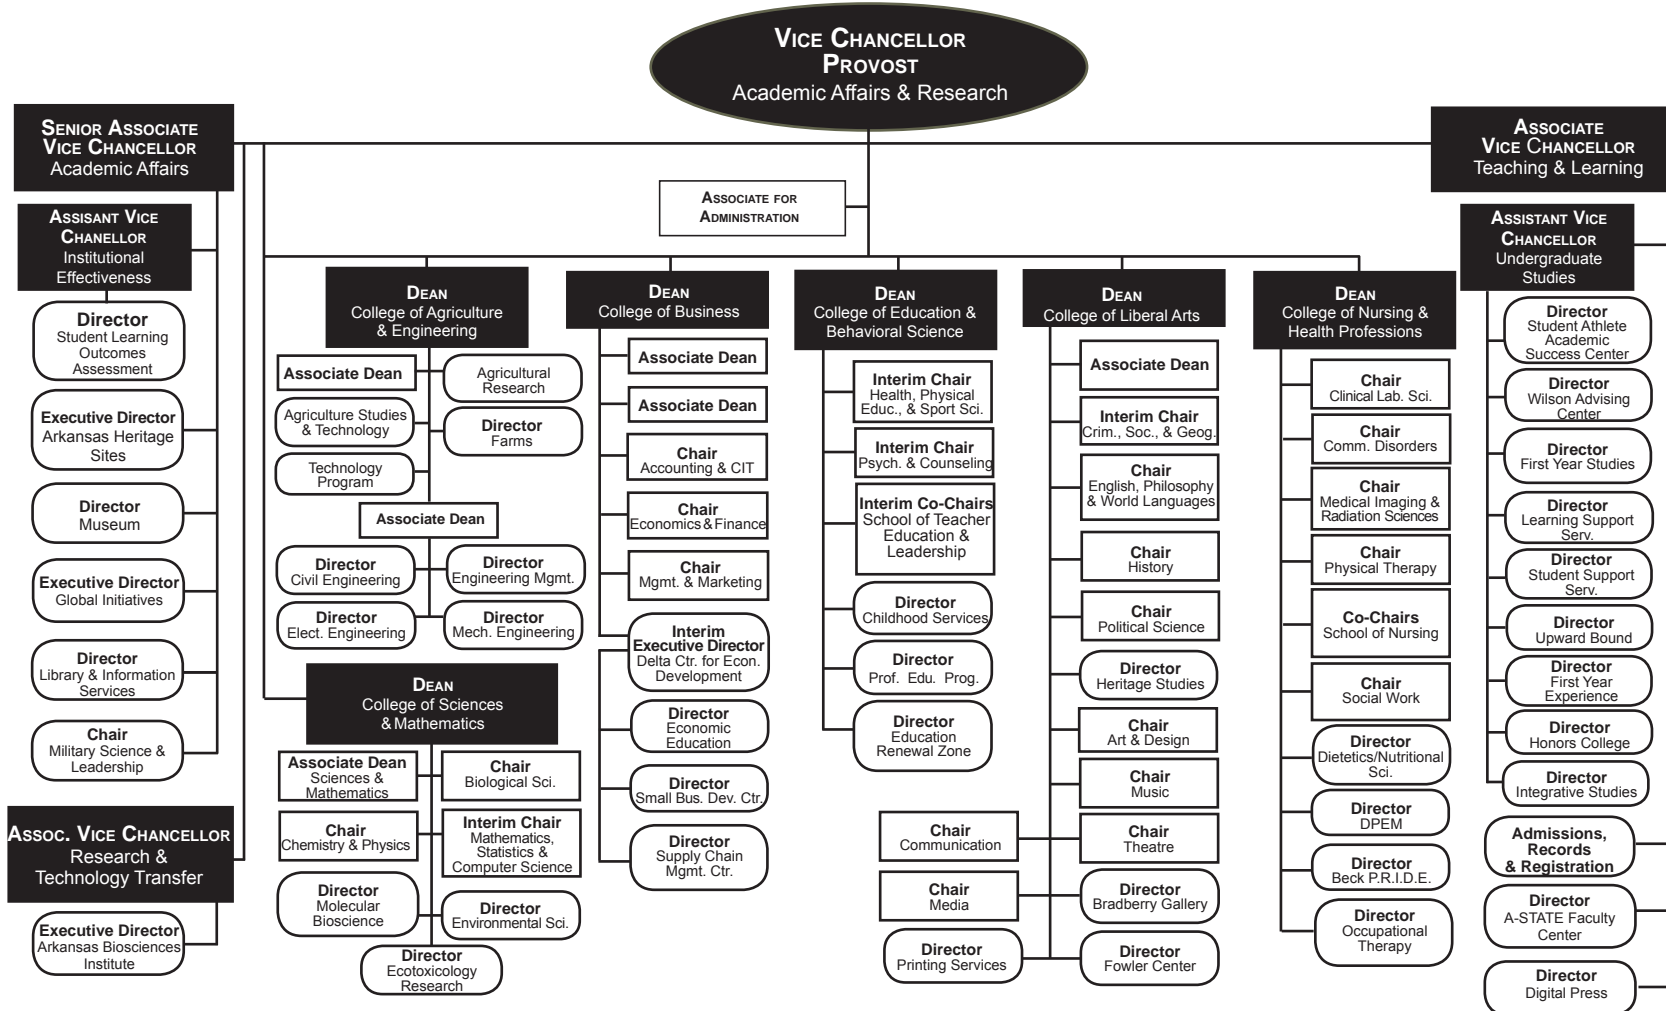 VICE CHANCELLOR
PROVOST
Academic Affairs & Research
SENIOR ASSOCIATE
VICE CHANCELLOR
Academic Affairs
ASSOCIATE
VICE CHANCELLOR
Teaching & Learning
ASSOCIATE FOR
ADMINISTRATION
ASSISANT VICE
CHANELLOR
Institutional
Effectiveness
Director
Student Learning
Outcomes
Assessment
Executive Director
Arkansas Heritage
Sites
Director
Museum
Executive Director
Global Initiatives
Director
Library & Information
Services
Chair
Military Science &
Leadership
ASSOC. VICE CHANCELLOR
Research &
Technology Transfer
Executive Director
Arkansas Biosciences
Institute
DEAN
College of Agriculture
& Engineering
Associate Dean
Agricultural
Research
Agriculture Studies
& Technology
Director
Farms
Technology
Program
Associate Dean
Director
Civil Engineering
Director
Engineering Mgmt.
Director
Elect. Engineering
Director
Mech. Engineering
DEAN
College of Sciences
& Mathematics
Associate Dean
Sciences &
Mathematics
Chair
Biological Sci.
Chair
Chemistry & Physics
Interim Chair
Mathematics,
Statistics &
Computer Science
Director
Molecular
Bioscience
Director
Environmental Sci.
Director
Ecotoxicology
Research
DEAN
College of Business
Associate Dean
Associate Dean
Chair
Accounting & CIT
Chair
Economics & Finance
Chair
Mgmt. & Marketing
Interim
Executive Director
Delta Ctr. for Econ.
Development
Director
Economic
Education
Director
Small Bus. Dev. Ctr.
Director
Supply Chain
Mgmt. Ctr.
DEAN
College of Education &
Behavioral Science
Interim Chair
Health, Physical
Educ., & Sport Sci.
Interim Chair
Psych. & Counseling
Interim Co-Chairs
School of Teacher
Education &
Leadership
Director
Childhood Services
Director
Prof. Edu. Prog.
Director
Education
Renewal Zone
DEAN
College of Liberal Arts
Associate Dean
Interim Chair
Crim., Soc., & Geog.
Chair
English, Philosophy
& World Languages
Chair
History
Chair
Political Science
Director
Heritage Studies
Chair
Art & Design
Chair
Music
Chair
Communication
Chair
Theatre
Chair
Media
Director
Bradberry Gallery
Director
Printing Services
Director
Fowler Center
DEAN
College of Nursing &
Health Professions
Chair
Clinical Lab. Sci.
Chair
Comm. Disorders
Chair
Medical Imaging &
Radiation Sciences
Chair
Physical Therapy
Co-Chairs
School of Nursing
Chair
Social Work
Director
Dietetics/Nutritional
Sci.
Director
DPEM
Director
Beck P.R.I.D.E.
Director
Occupational
Therapy
ASSISTANT VICE
CHANCELLOR
Undergraduate
Studies
Director
Student Athlete
Academic
Success Center
Director
Wilson Advising
Center
Director
First Year Studies
Director
Learning Support
Serv.
Director
Student Support
Serv.
Director
Upward Bound
Director
First Year
Experience
Director
Honors College
Director
Integrative Studies
Admissions,
Records
& Registration
Director
A-STATE Faculty
Center
Director
Digital Press